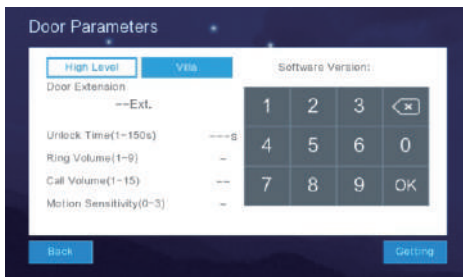 Door Parameters
High Level
Villa
Software Version:
Door Extension
--Ext.
Unlock Time(1-150s)
---s
Ring Volume(1-9)
-
Call Volume(1-15)
--
Motion Sensitivity(0-3)
-
1 2 3
4 5 6 0
7 8 9 OK
Back
Getting